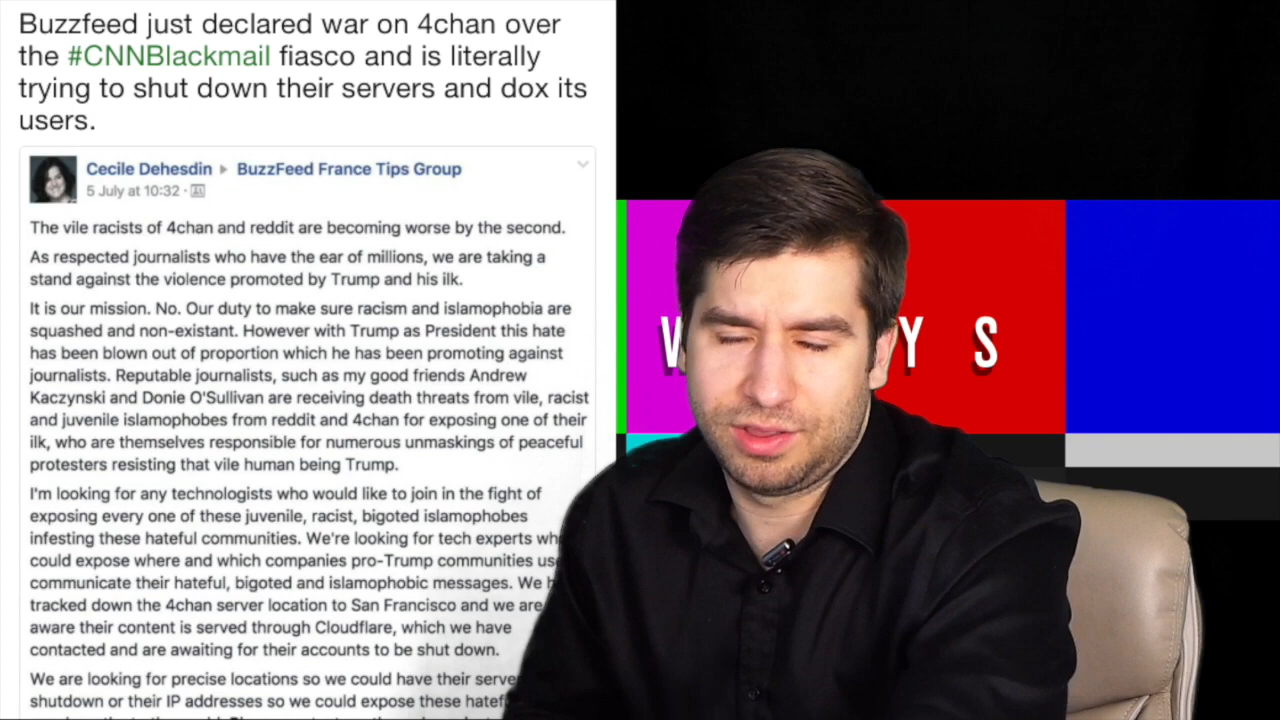 Buzzfeed just declared war on 4chan over
the #CNNBlackmail fiasco and is literally
trying to shut down their servers and dox its
users.
Cecile Dehesdin ▸ BuzzFeed France Tips Group
5 July at 10:32 ·
The vile racists of 4chan and reddit are becoming worse by the second.
As respected journalists who have the ear of millions, we are taking a
stand against the violence promoted by Trump and his ilk.
It is our mission. No. Our duty to make sure racism and islamophobia are
squashed and non-existant. However with Trump as President this hate
has been blown out of proportion which he has been promoting against
journalists. Reputable journalists, such as my good friends Andrew
Kaczynski and Donie O'Sullivan are receiving death threats from vile, racist
and juvenile islamophobes from reddit and 4chan for exposing one of their
ilk, who are themselves responsible for numerous unmaskings of peaceful
protesters resisting that vile human being Trump.
I'm looking for any technologists who would like to join in the fight of
exposing every one of these juvenile, racist, bigoted islamophobes
infesting these hateful communities. We're looking for tech experts
could expose where and which companies pro-Trump communities
communicate their hateful, bigoted and islamophobic messages. We
tracked down the 4chan server location to San Francisco and we are
aware their content is served through Cloudflare, which we have
contacted and are awaiting for their accounts to be shut down.
We are looking for precise locations so we could have their
shutdown or their IP addresses so we could expose these
W Y S